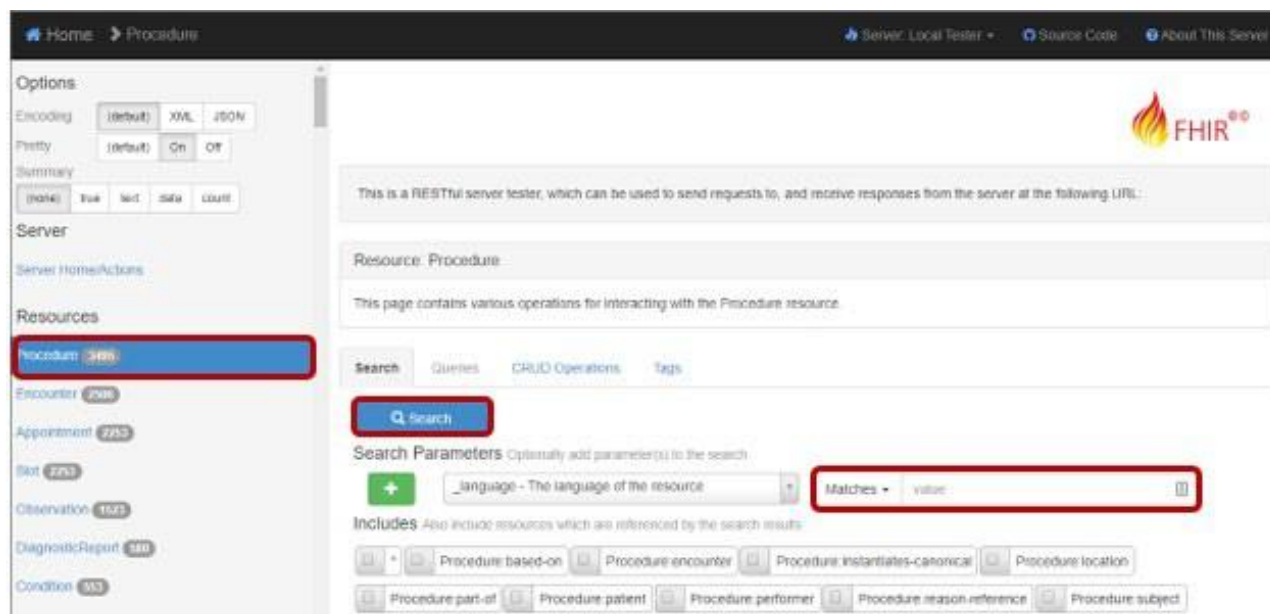 Home Procedure Server: Local Tester Source Code About This Server
Options
Encoding (default) XML JSON
Pretty (default) On Off
Summary
(none) true text data count
Server
Server Home/Actions
Resources
Procedure
Encounter
Appointment 2253
Slot 2253
Observation
DiagnosticReport
Condition
FHIR
This is a RESTful server tester, which can be used to send requests to, and receive responses from the server at the following URL:
Resource: Procedure
This page contains various operations for interacting with the Procedure resource.
Search Queries CRUD Operations Tags
Search
Search Parameters Optionally add parameter(s) to the search
+ _language - The language of the resource Matches value
Includes Also include resources which are referenced by the search results
* Procedure:based-on Procedure:encounter Procedure:instantiates-canonical Procedure:location
Procedure:part-of Procedure:patient Procedure:performer Procedure:reason-reference Procedure:subject